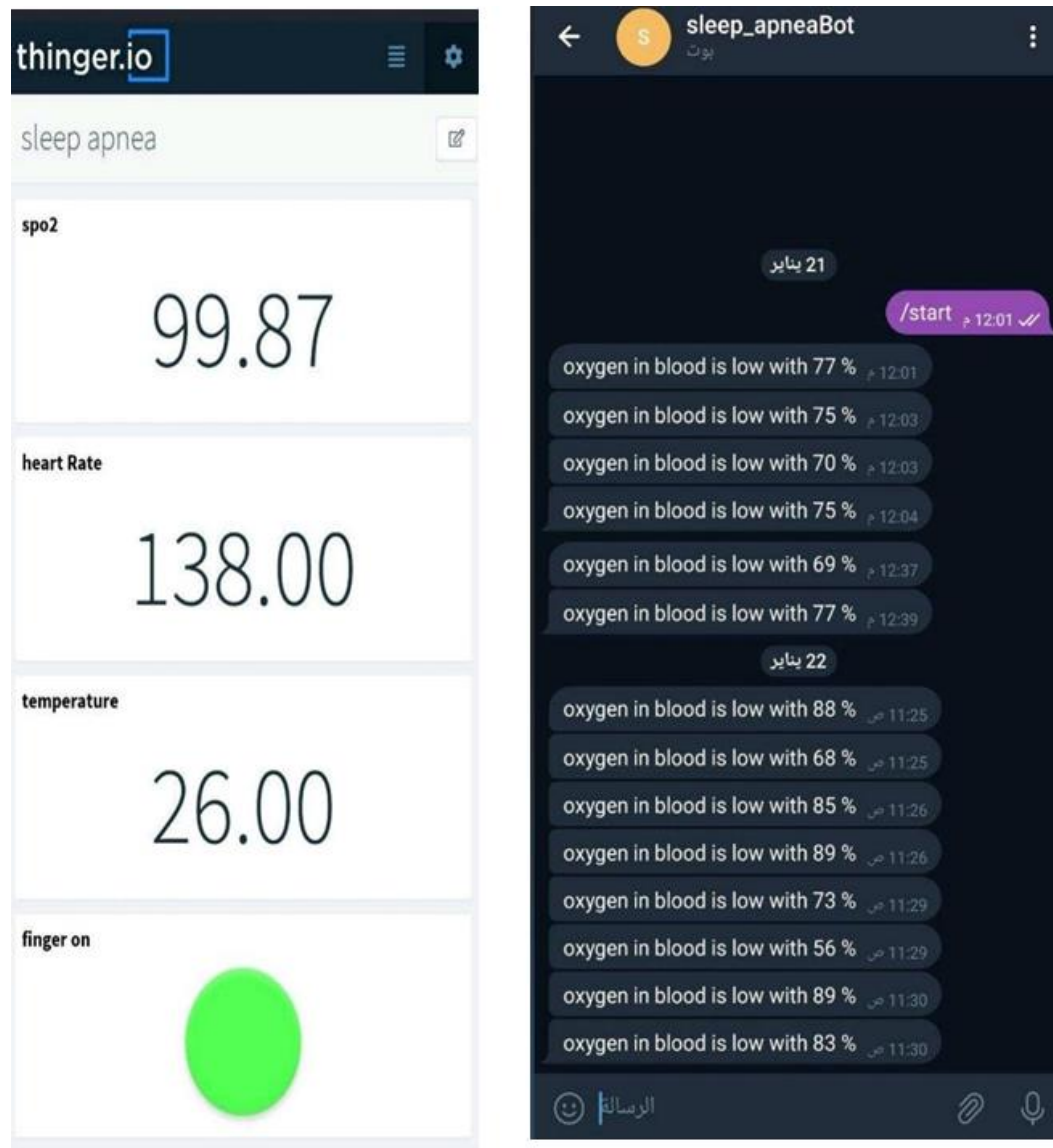 thinger.io
sleep apnea
spo2
99.87
heart Rate
138.00
temperature
26.00
finger on
S
sleep_apneaBot
بوت
21 يناير
/start 12:01 م
oxygen in blood is low with 77 % 12:01 م
oxygen in blood is low with 75 % 12:03 م
oxygen in blood is low with 70 % 12:03 م
oxygen in blood is low with 75 % 12:04 م
oxygen in blood is low with 69 % 12:37 م
oxygen in blood is low with 77 % 12:39 م
22 يناير
oxygen in blood is low with 88 % 11:25 ص
oxygen in blood is low with 68 % 11:25 ص
oxygen in blood is low with 85 % 11:26 ص
oxygen in blood is low with 89 % 11:26 ص
oxygen in blood is low with 73 % 11:29 ص
oxygen in blood is low with 56 % 11:29 ص
oxygen in blood is low with 89 % 11:30 ص
oxygen in blood is low with 83 % 11:30 ص
الرسالة